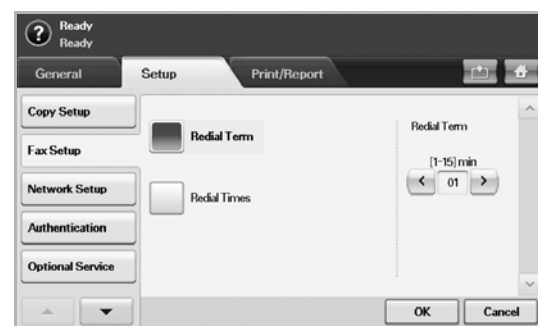 ?
Ready
Ready
General
Setup
Print/Report
Copy Setup
Fax Setup
Network Setup
Authentication
Optional Service
Redial Term
Redial Times
Redial Term
[1-15] min
01
OK
Cancel